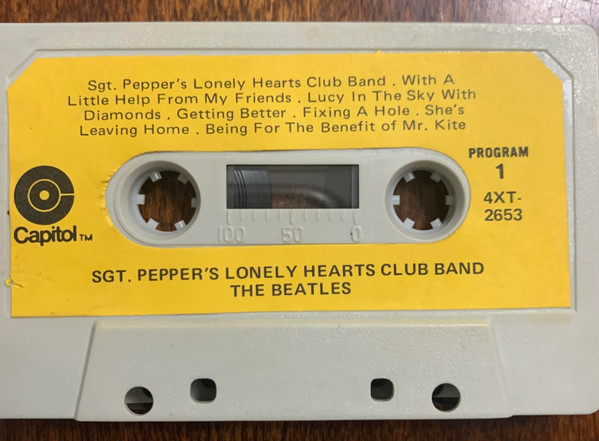 Sgt. Pepper's Lonely Hearts Club Band . With A
Little Help From My Friends . Lucy In The Sky With
Diamonds . Getting Better . Fixing A Hole . She's
Leaving Home . Being For The Benefit of Mr. Kite
PROGRAM
1
4XT-
2653
Capitol TM
100 50 0
SGT. PEPPER'S LONELY HEARTS CLUB BAND
THE BEATLES